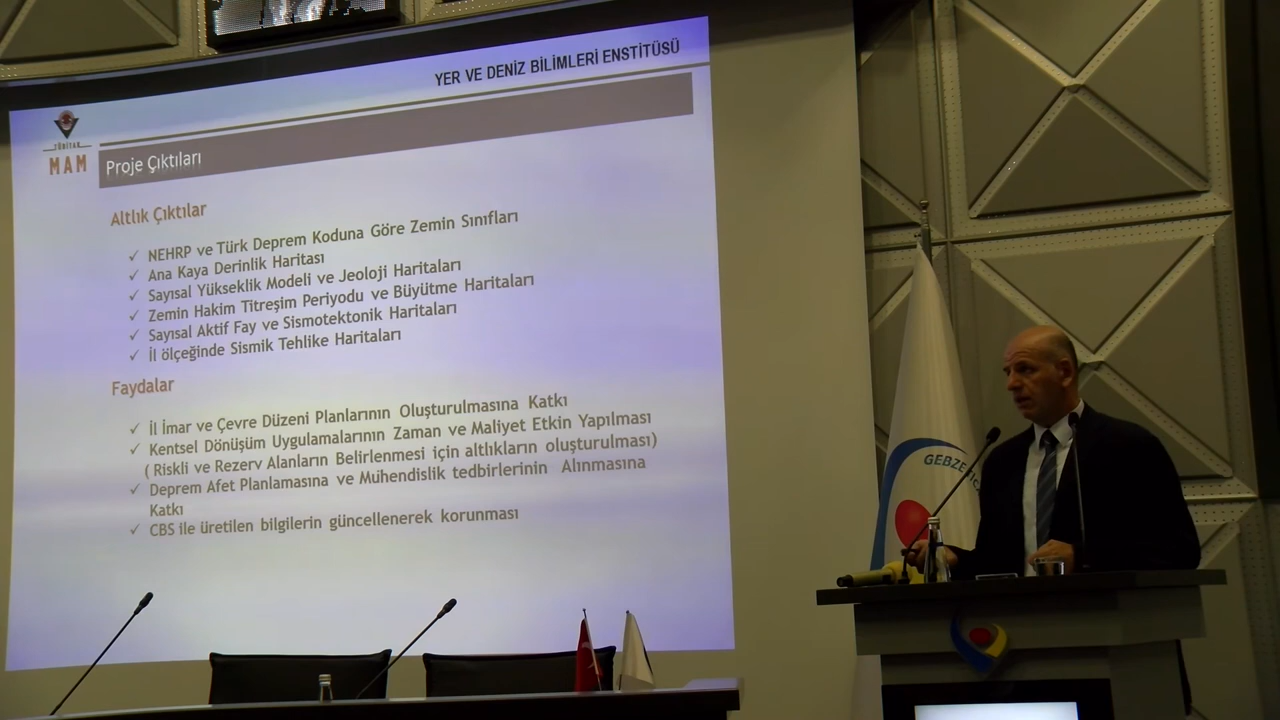 YER VE DENİZ BİLİMLERİ ENSTİTÜSÜ
TÜBİTAK
MAM
Proje Çıktıları
Altlık Çıktılar
✓ NEHRP ve Türk Deprem Koduna Göre Zemin Sınıfları
✓ Ana Kaya Derinlik Haritası
✓ Sayısal Yükseklik Modeli ve Jeoloji Haritaları
✓ Zemin Hakim Titreşim Periyodu ve Büyütme Haritaları
✓ Sayısal Aktif Fay ve Sismotektonik Haritaları
✓ İl ölçeğinde Sismik Tehlike Haritaları
Faydalar
✓ İl İmar ve Çevre Düzeni Planlarının Oluşturulmasına Katkı
✓ Kentsel Dönüşüm Uygulamalarının Zaman ve Maliyet Etkin Yapılması
( Riskli ve Rezerv Alanların Belirlenmesi için altlıkların oluşturulması)
✓ Deprem Afet Planlamasına ve Mühendislik tedbirlerinin Alınmasına
Katkı
✓ CBS ile üretilen bilgilerin güncellenerek korunması
GEBZE